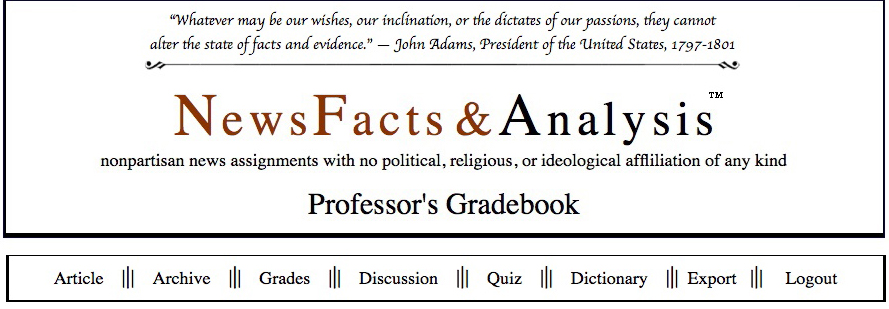 “Whatever may be our wishes, our inclination, or the dictates of our passions, they cannot
alter the state of facts and evidence.” — John Adams, President of the United States, 1797-1801
NewsFacts & Analysis™
nonpartisan news assignments with no political, religious, or ideological affliliation of any kind
Professor's Gradebook
Article ||| Archive ||| Grades ||| Discussion ||| Quiz ||| Dictionary ||| Export ||| Logout